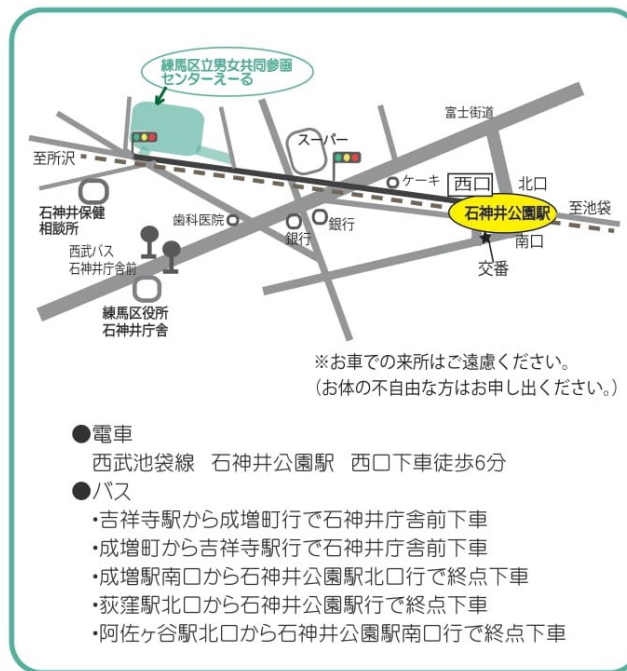 練馬区立男女共同参画
センターえーる
富士街道
スーパー
至所沢
ケーキ
西口
北口
石神井公園駅
至池袋
石神井保健
相談所
歯科医院
銀行
銀行
南口
西武バス
石神井庁舎前
交番
練馬区役所
石神井庁舎
※お車での来所はご遠慮ください。
（お体の不自由な方はお申し出ください。）
●電車
西武池袋線 石神井公園駅 西口下車徒歩6分
●バス
・吉祥寺駅から成増町行で石神井庁舎前下車
・成増町から吉祥寺駅行で石神井庁舎前下車
・成増駅南口から石神井公園駅北口行で終点下車
・荻窪駅北口から石神井公園駅行で終点下車
・阿佐ヶ谷駅北口から石神井公園駅南口行で終点下車